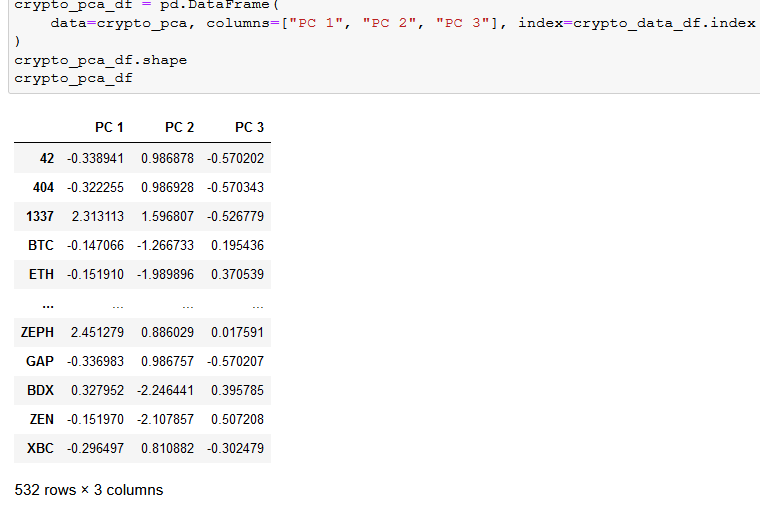 crypto_pca_df = pd.DataFrame(
    data=crypto_pca, columns=["PC 1", "PC 2", "PC 3"], index=crypto_data_df.index
)
crypto_pca_df.shape
crypto_pca_df
PC 1 PC 2 PC 3
42 -0.338941 0.986878 -0.570202
404 -0.322255 0.986928 -0.570343
1337 2.313113 1.596807 -0.526779
BTC -0.147066 -1.266733 0.195436
ETH -0.151910 -1.989896 0.370539
... ... ... ...
ZEPH 2.451279 0.886029 0.017591
GAP -0.336983 0.986757 -0.570207
BDX 0.327952 -2.246441 0.395785
ZEN -0.151970 -2.107857 0.507208
XBC -0.296497 0.810882 -0.302479
532 rows × 3 columns